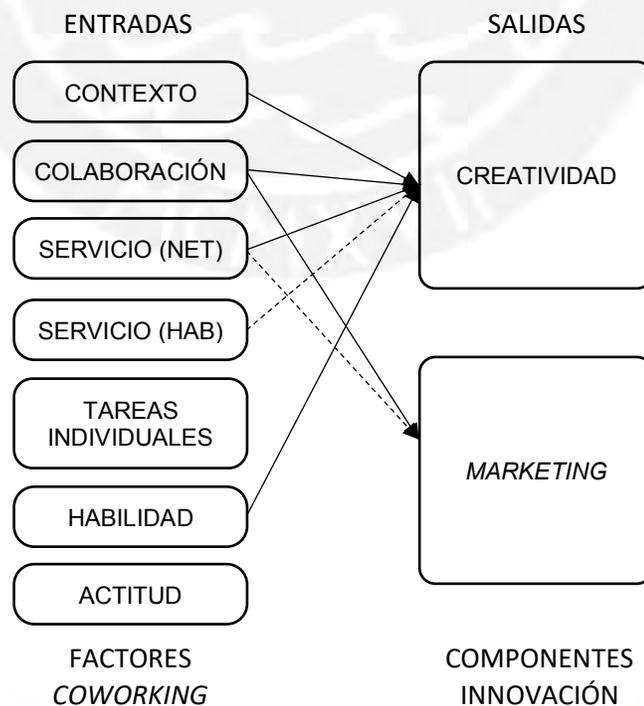 ENTRADAS
SALIDAS
CONTEXTO
COLABORACIÓN
SERVICIO (NET)
SERVICIO (HAB)
TAREAS
INDIVIDUALES
HABILIDAD
ACTITUD
CREATIVIDAD
MARKETING
FACTORES
COWORKING
COMPONENTES
INNOVACIÓN